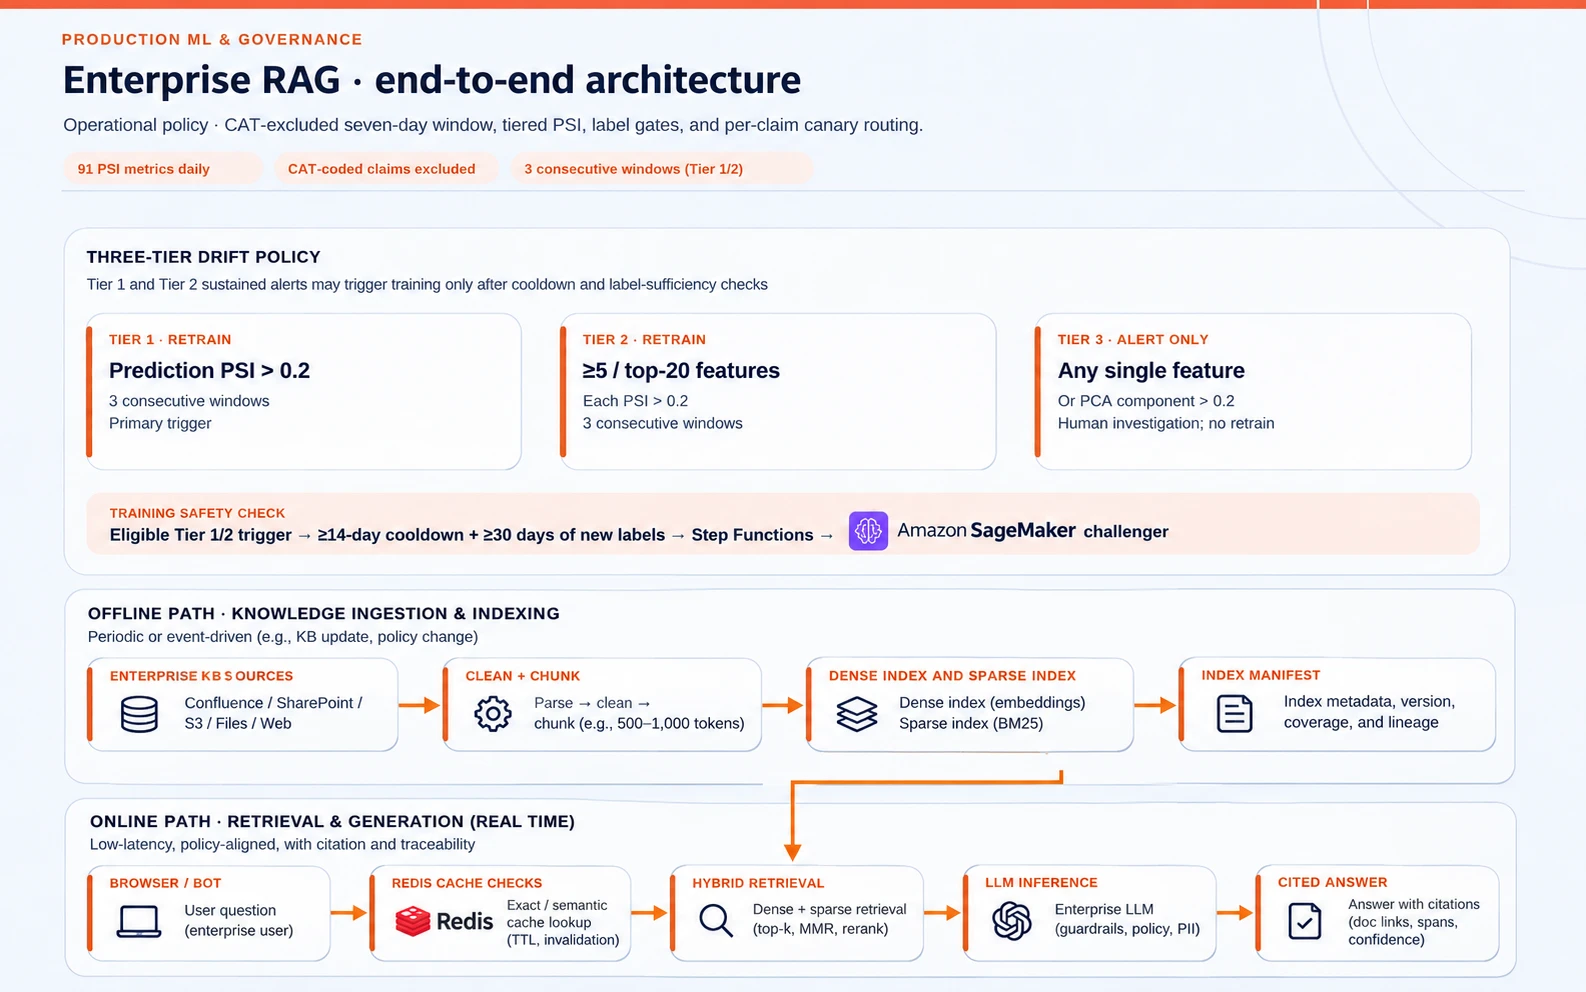 PRODUCTION ML & GOVERNANCE
Enterprise RAG · end-to-end architecture
Operational policy · CAT-excluded seven-day window, tiered PSI, label gates, and per-claim canary routing.
91 PSI metrics daily
CAT-coded claims excluded
3 consecutive windows (Tier 1/2)
THREE-TIER DRIFT POLICY
Tier 1 and Tier 2 sustained alerts may trigger training only after cooldown and label-sufficiency checks
TIER 1 · RETRAIN
Prediction PSI > 0.2
3 consecutive windows
Primary trigger
TIER 2 · RETRAIN
≥5 / top-20 features
Each PSI > 0.2
3 consecutive windows
TIER 3 · ALERT ONLY
Any single feature
Or PCA component > 0.2
Human investigation; no retrain
TRAINING SAFETY CHECK
Eligible Tier 1/2 trigger → ≥14-day cooldown + ≥30 days of new labels → Step Functions → Amazon SageMaker challenger
OFFLINE PATH · KNOWLEDGE INGESTION & INDEXING
Periodic or event-driven (e.g., KB update, policy change)
ENTERPRISE KB SOURCES
Confluence / SharePoint /
S3 / Files / Web
CLEAN + CHUNK
Parse → clean →
chunk (e.g., 500–1,000 tokens)
DENSE INDEX AND SPARSE INDEX
Dense index (embeddings)
Sparse index (BM25)
INDEX MANIFEST
Index metadata, version,
coverage, and lineage
ONLINE PATH · RETRIEVAL & GENERATION (REAL TIME)
Low-latency, policy-aligned, with citation and traceability
BROWSER / BOT
User question
(enterprise user)
REDIS CACHE CHECKS
Redis
Exact / semantic
cache lookup
(TTL, invalidation)
HYBRID RETRIEVAL
Dense + sparse retrieval
(top-k, MMR, rerank)
LLM INFERENCE
Enterprise LLM
(guardrails, policy, PII)
CITED ANSWER
Answer with citations
(doc links, spans,
confidence)